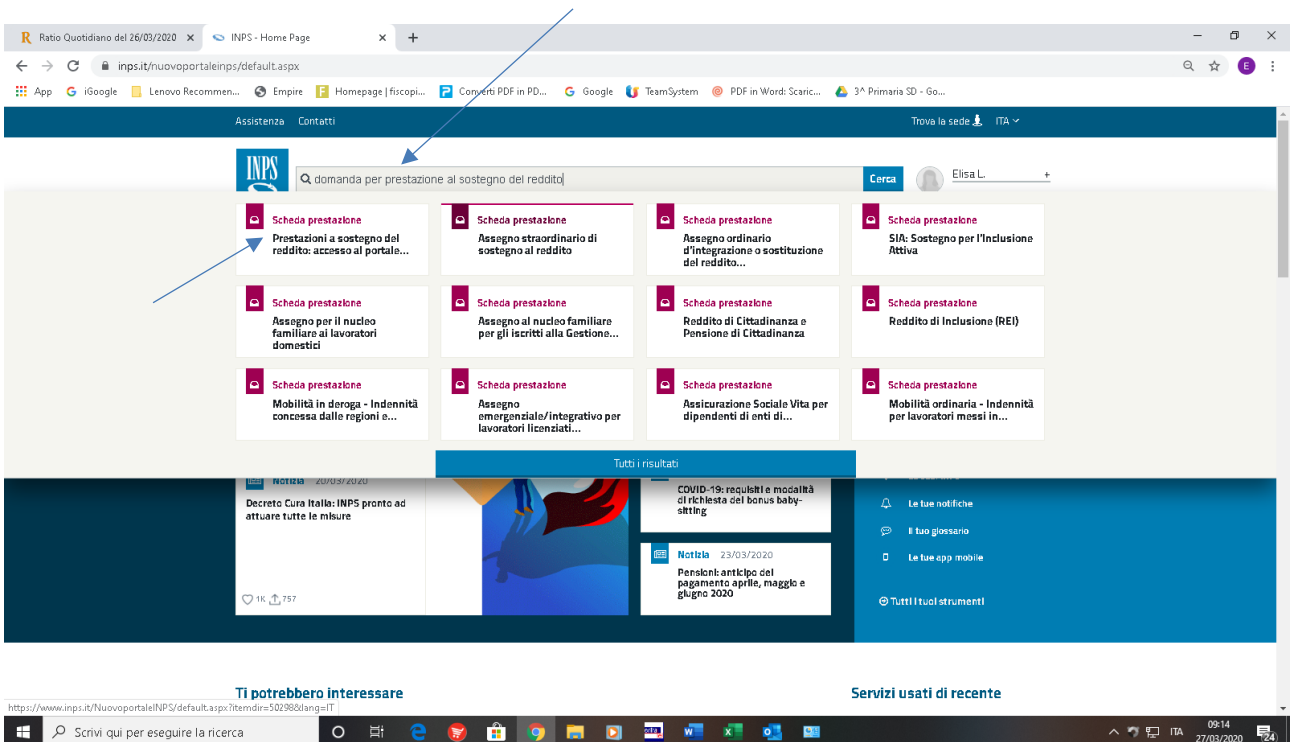 Ratio Quotidiano del 26/03/2020
INPS - Home Page
inps.it/nuovoportaleinps/default.aspx
E
App
iGoogle
Lenovo Recommen...
Empire
Homepage | fiscopi...
Converti PDF in PD...
Google
TeamSystem
PDF in Word: Scaric...
3^ Primaria SD - Go...
Assistenza Contatti
Trova la sede ITA
INPS
domanda per prestazione al sostegno del reddito
Cerca
Elisa L. +
Scheda prestazione
Prestazioni a sostegno del
reddito: accesso al portale...
Scheda prestazione
Assegno straordinario di
sostegno al reddito
Scheda prestazione
Assegno ordinario
d'integrazione o sostituzione
del reddito...
Scheda prestazione
SIA: Sostegno per l'Inclusione
Attiva
Scheda prestazione
Assegno per il nucleo
familiare ai lavoratori
domestici
Scheda prestazione
Assegno al nucleo familiare
per gli iscritti alla Gestione...
Scheda prestazione
Reddito di Cittadinanza e
Pensione di Cittadinanza
Scheda prestazione
Reddito di Inclusione (REI)
Scheda prestazione
Mobilità in deroga - Indennità
concessa dalle regioni e...
Scheda prestazione
Assegno
emergenziale/integrativo per
lavoratori licenziati...
Scheda prestazione
Assicurazione Sociale Vita per
dipendenti di enti di...
Scheda prestazione
Mobilità ordinaria - Indennità
per lavoratori messi in...
Tutti i risultati
Notizia 20/03/2020
Decreto Cura Italia: INPS pronto ad
attuare tutte le misure
1K 757
COVID-19: requisiti e modalità
di richiesta del bonus baby-
sitting
Notizia 23/03/2020
Pensioni: anticipo del
pagamento aprile, maggio e
giugno 2020
Le tue notifiche
Il tuo glossario
Le tue app mobile
Tutti i tuoi strumenti
Ti potrebbero interessare
Servizi usati di recente
https://www.inps.it/NuovoportaleINPS/default.aspx?itemdir=50298&lang=IT
Scrivi qui per eseguire la ricerca
ITA
09:14
27/03/2020
24